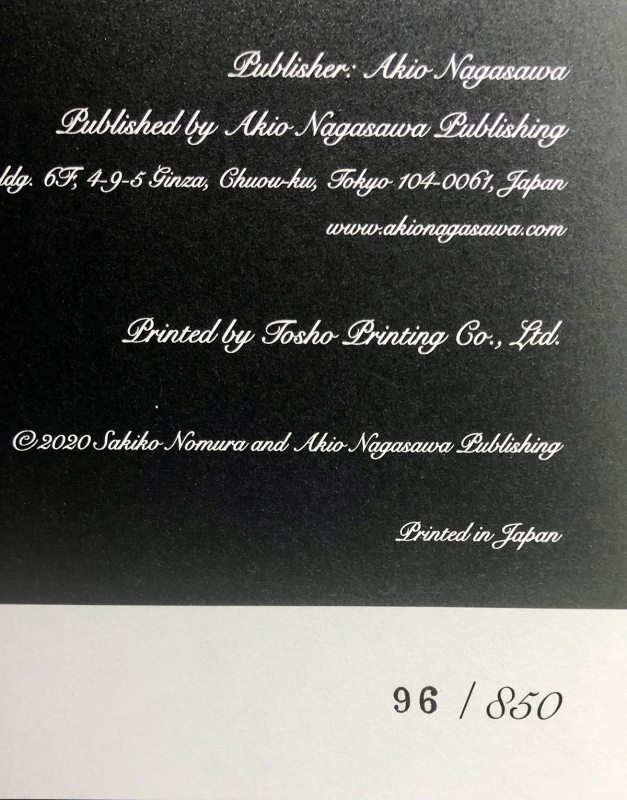 Publisher: Akio Nagasawa
Published by Akio Nagasawa Publishing
ldg. 6F, 4-9-5 Ginza, Chuou-ku, Tokyo 104-0061, Japan
www.akionagasawa.com
Printed by Tosho Printing Co., Ltd.
©2020 Sakiko Nomura and Akio Nagasawa Publishing
Printed in Japan
96 / 850